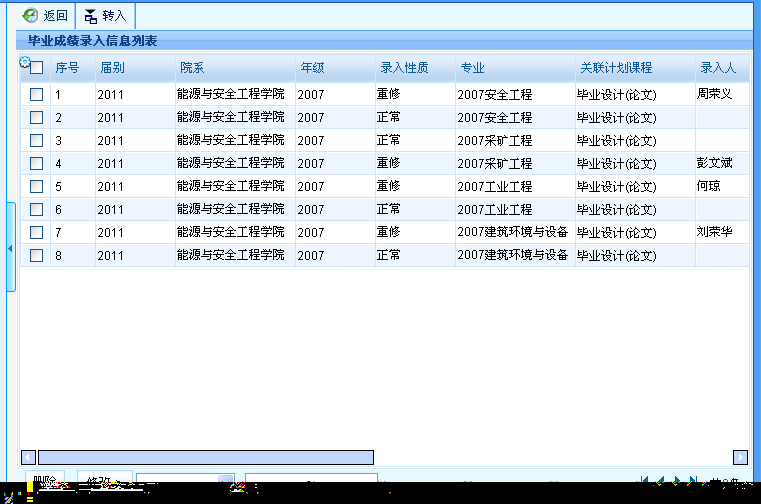 返回 转入
毕业成绩录入信息列表
序号 届别 院系 年级 录入性质 专业 关联计划课程 录入人
1 2011 能源与安全工程学院 2007 重修 2007安全工程 毕业设计(论文) 周荣义
2 2011 能源与安全工程学院 2007 正常 2007安全工程 毕业设计(论文)
3 2011 能源与安全工程学院 2007 正常 2007采矿工程 毕业设计(论文)
4 2011 能源与安全工程学院 2007 重修 2007采矿工程 毕业设计(论文) 彭文斌
5 2011 能源与安全工程学院 2007 重修 2007工业工程 毕业设计(论文) 何琼
6 2011 能源与安全工程学院 2007 正常 2007工业工程 毕业设计(论文)
7 2011 能源与安全工程学院 2007 重修 2007建筑环境与设备 毕业设计(论文) 刘荣华
8 2011 能源与安全工程学院 2007 正常 2007建筑环境与设备 毕业设计(论文)
删除 修改